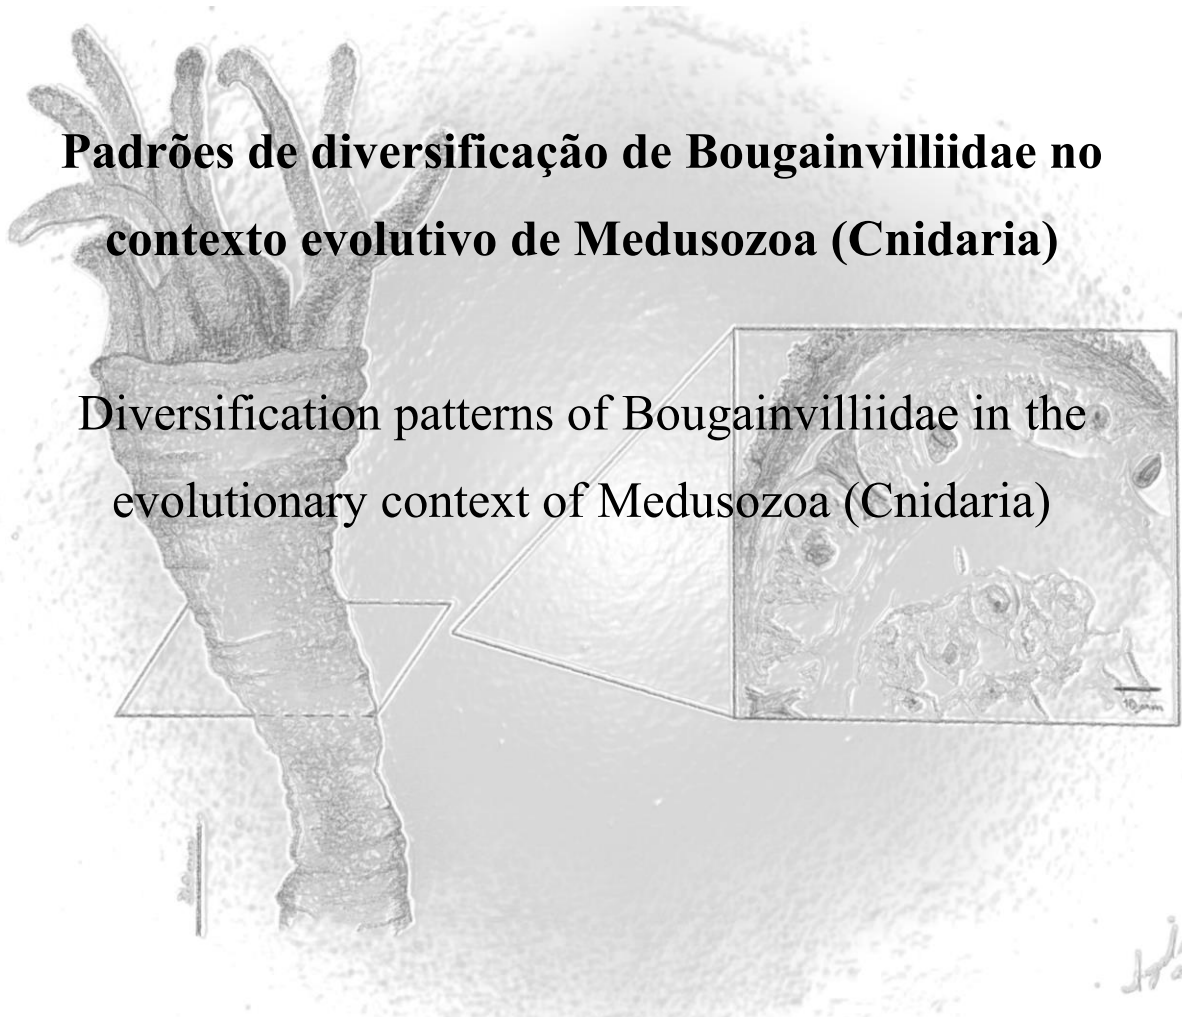 Padrões de diversificação de Bougainvilliidae no
contexto evolutivo de Medusozoa (Cnidaria)
Diversification patterns of Bougainvilliidae in the
evolutionary context of Medusozoa (Cnidaria)